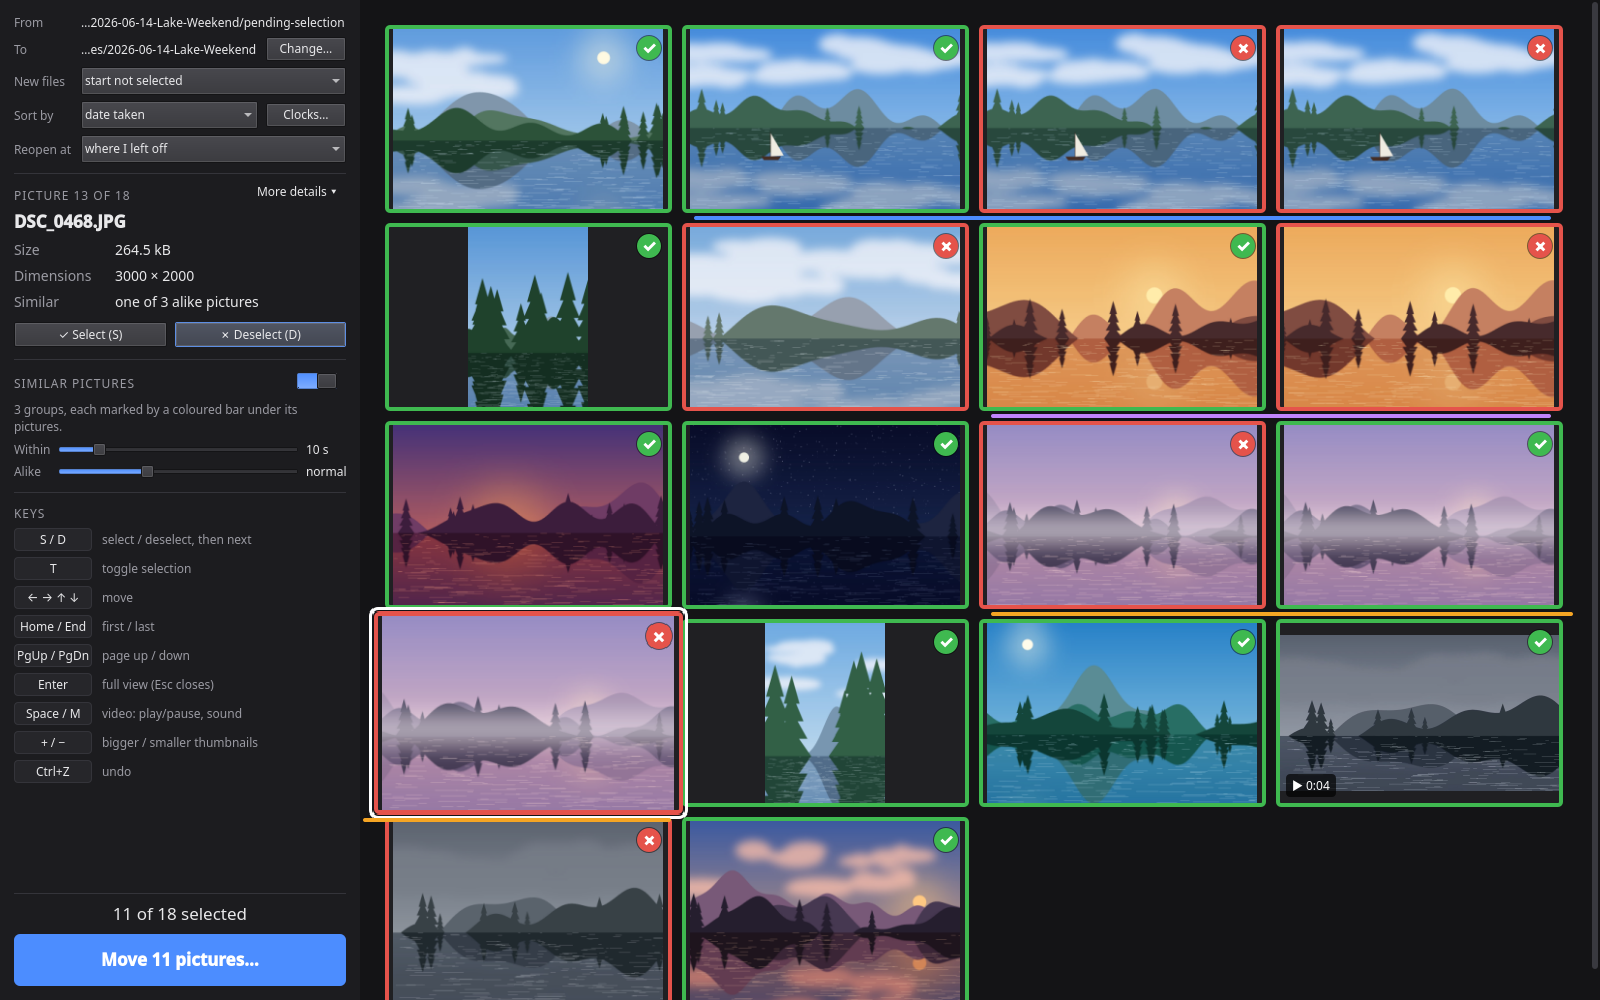 From ...2026-06-14-Lake-Weekend/pending-selection
To ...es/2026-06-14-Lake-Weekend Change...
New files start not selected
Sort by date taken Clocks...
Reopen at where I left off
PICTURE 13 OF 18 More details ▾
DSC_0468.JPG
Size 264.5 kB
Dimensions 3000 × 2000
Similar one of 3 alike pictures
✓ Select (S) × Deselect (D)
SIMILAR PICTURES
3 groups, each marked by a coloured bar under its
pictures.
Within 10 s
Alike normal
KEYS
S / D select / deselect, then next
T toggle selection
← → ↑ ↓ move
Home / End first / last
PgUp / PgDn page up / down
Enter full view (Esc closes)
Space / M video: play/pause, sound
+ / − bigger / smaller thumbnails
Ctrl+Z undo
11 of 18 selected
Move 11 pictures...
▶ 0:04